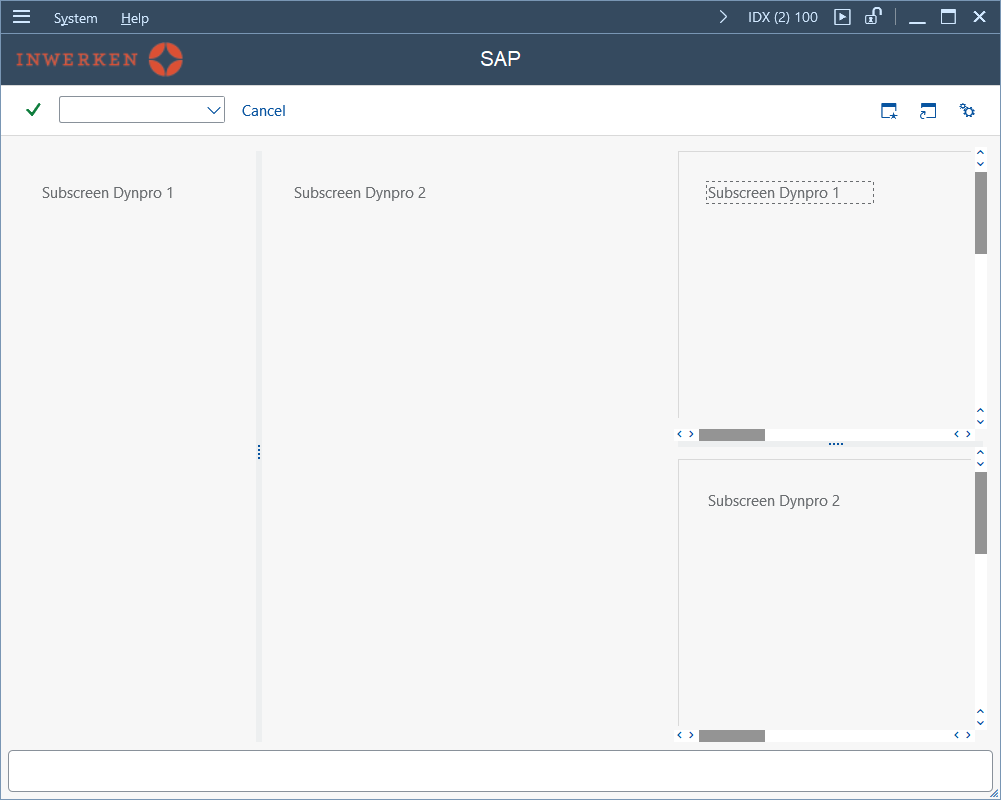 System Help
IDX (2) 100
INWERKEN
SAP
Cancel
Subscreen Dynpro 1
Subscreen Dynpro 2
Subscreen Dynpro 1
Subscreen Dynpro 2